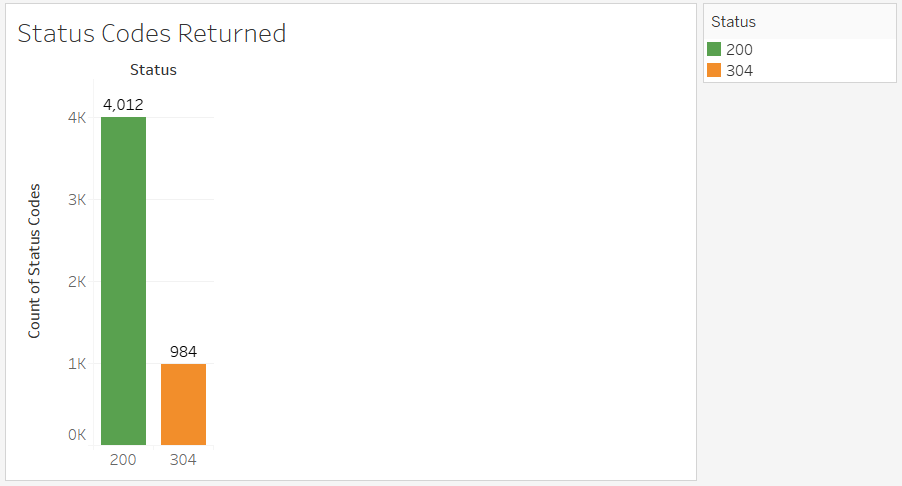 Status Codes Returned
Status
4,012
4K
3K
2K
1K
0K
Count of Status Codes
984
200
304
Status
200
304